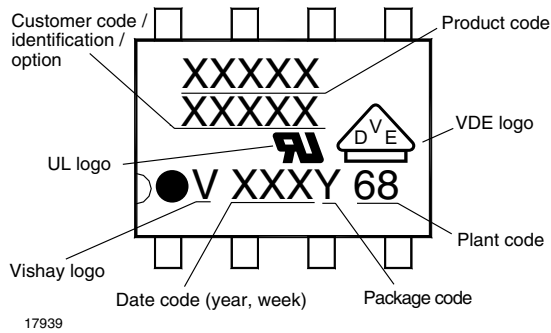 Customer code /
identification /
option
Product code
XXXXX
XXXXX
UL logo
D V E
VDE logo
V XXXY 68
Plant code
Vishay logo
Date code (year, week)
Package code
17939